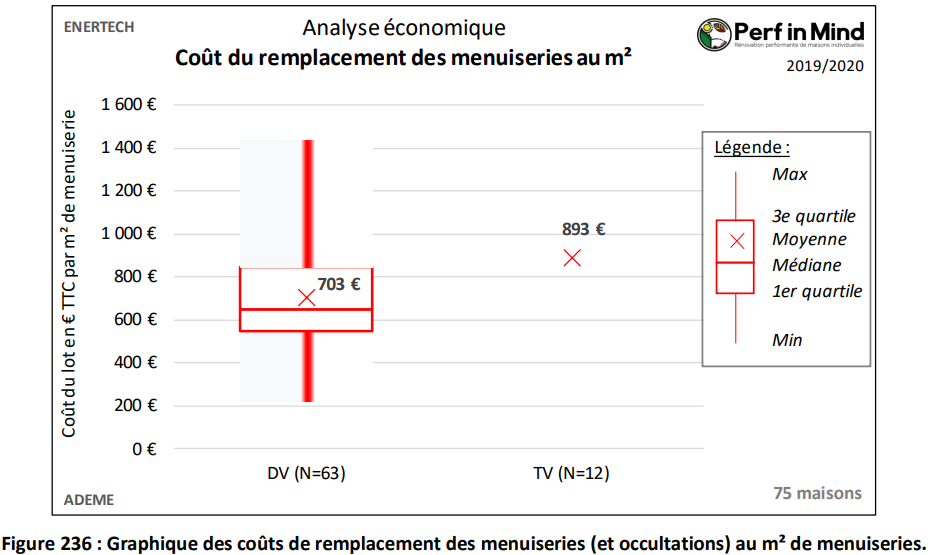 ENERTECH
Analyse économique
Coût du remplacement des menuiseries au m²
Perf in Mind
Rénovation performante de maisons individuelles
2019/2020
Coût du lot en € TTC par m² de menuiserie
1 600 €
1 400 €
1 200 €
1 000 €
800 €
600 €
400 €
200 €
0 €
703 €
893 €
DV (N=63)
TV (N=12)
Légende :
Max
3e quartile
Moyenne
Médiane
1er quartile
Min
ADEME
75 maisons
Figure 236 : Graphique des coûts de remplacement des menuiseries (et occultations) au m² de menuiseries.